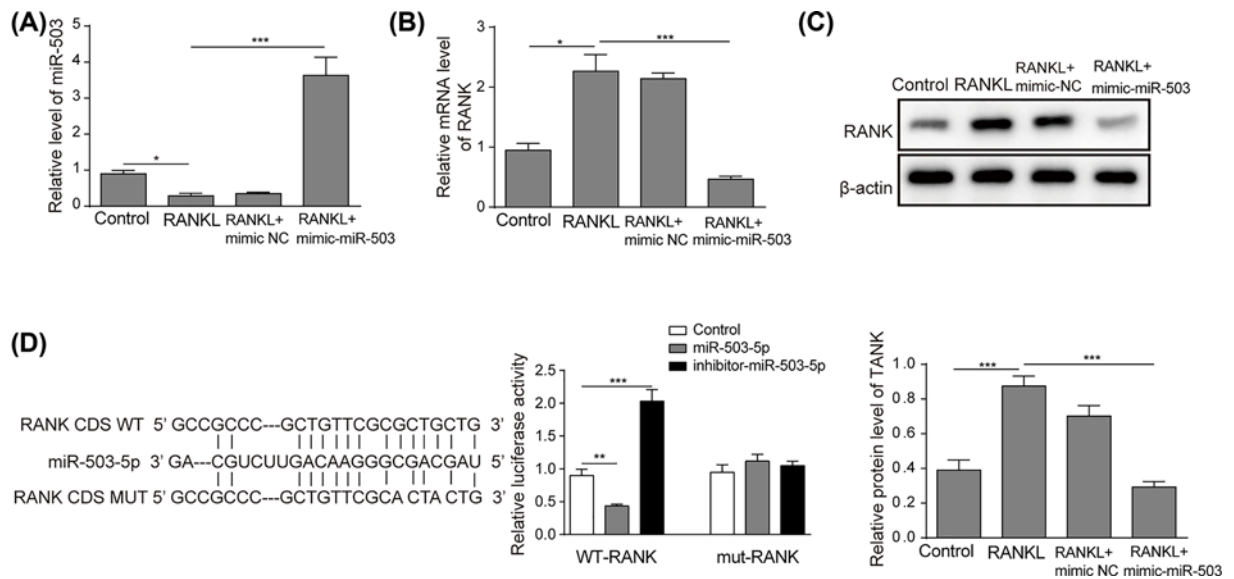 (A)
Relative level of miR-503
5
4
3
2
1
0
***
*
Control
RANKL
RANKL+
mimic NC
RANKL+
mimic-miR-503
(B)
Relative mRNA level
of RANK
3
2
1
0
*
***
Control
RANKL
RANKL+
mimic NC
RANKL+
mimic-miR-503
(C)
Control
RANKL
RANKL+
mimic-NC
RANKL+
mimic-miR-503
RANK
β-actin
(D)
RANK CDS WT 5' GCCGCCC---GCTGTTCGCGCTGCTG 3'
miR-503-5p 3' GA---CGUCUUGACAAGGGCGACGAU 5'
RANK CDS MUT 5' GCCGCCC---GCTGTTCGCA CTA CTG 3'
Control
miR-503-5p
inhibitor-miR-503-5p
Relative luciferase activity
2.5
2.0
1.5
1.0
0.5
0.0
***
**
WT-RANK
mut-RANK
Relative protein level of TANK
1.0
0.8
0.6
0.4
0.2
0.0
***
***
Control
RANKL
RANKL+
mimic NC
RANKL+
mimic-miR-503